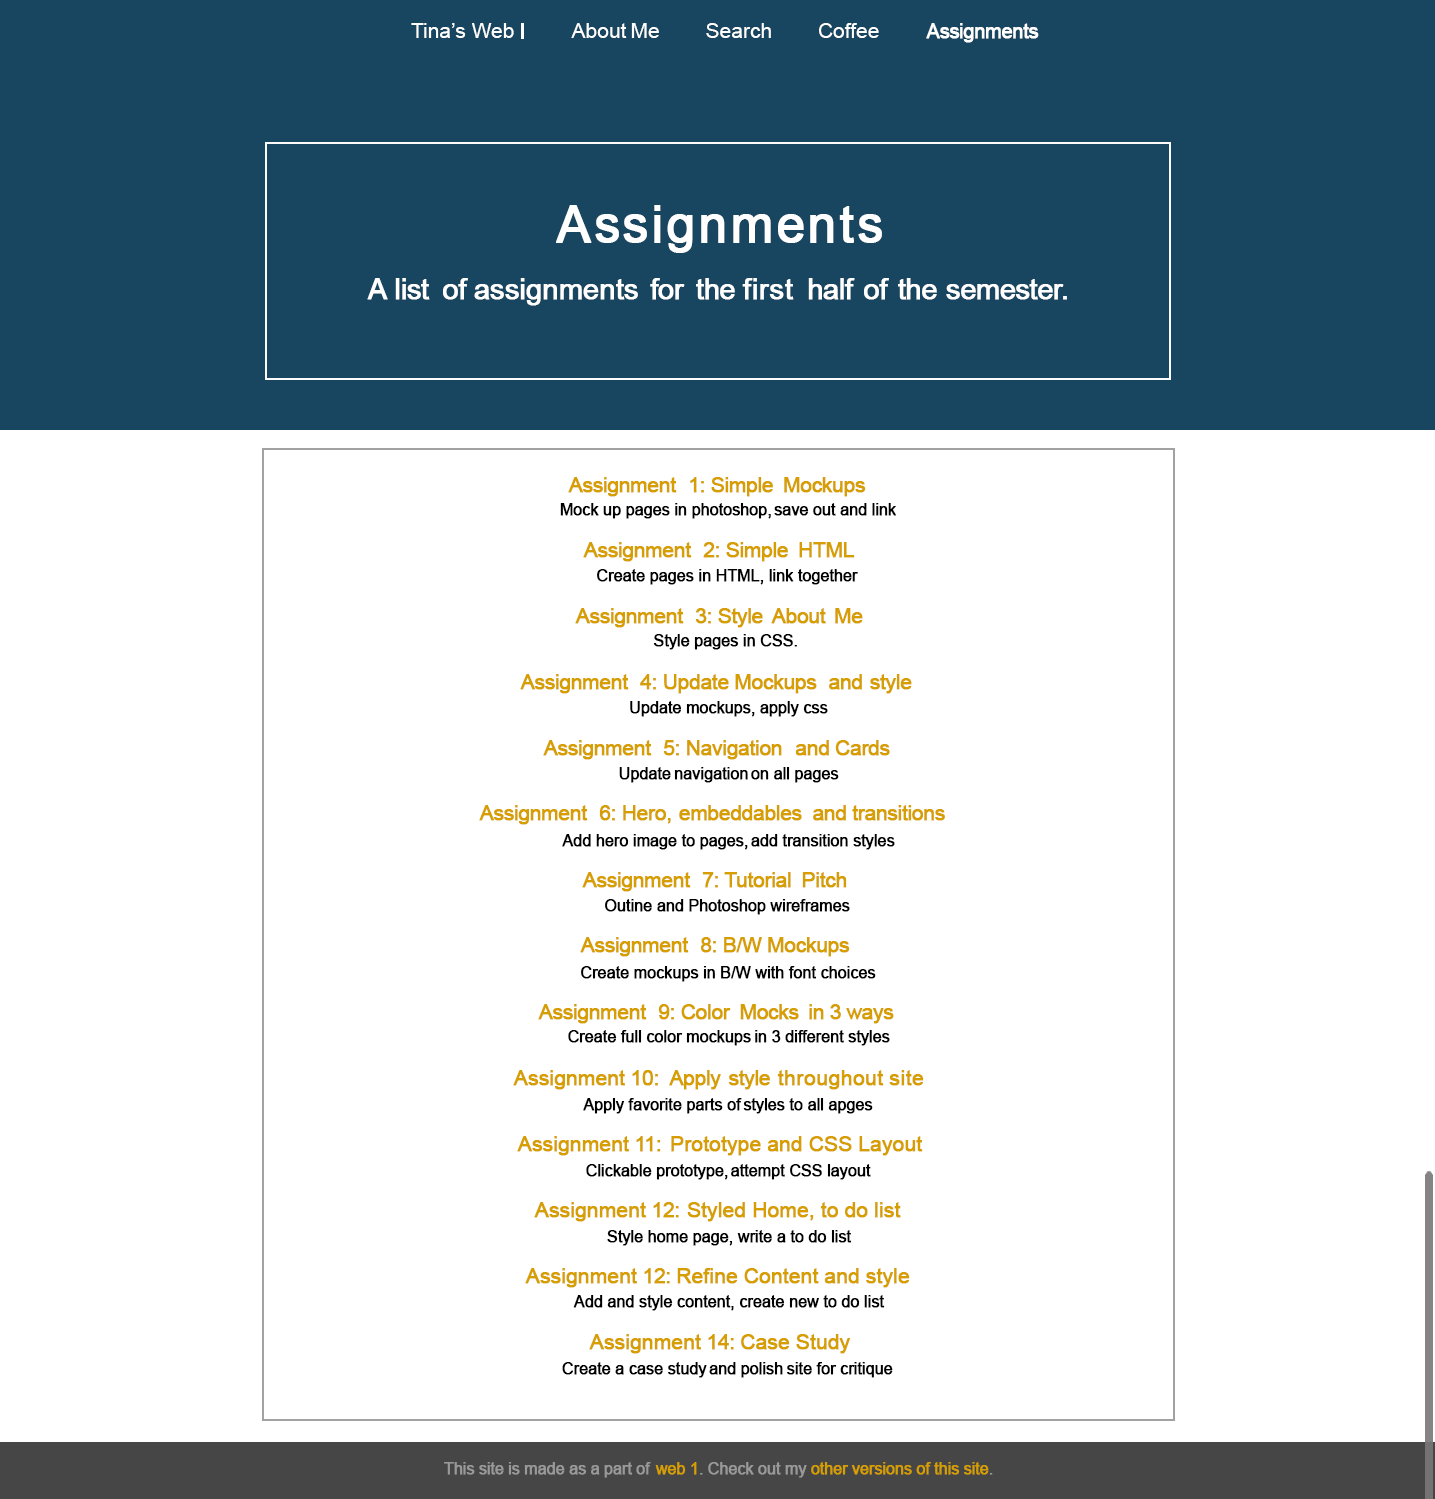 Tina’s Web I About Me Search Coffee Assignments
Assignments
A list of assignments for the first half of the semester.
Assignment 1: Simple Mockups
Mock up pages in photoshop, save out and link
Assignment 2: Simple HTML
Create pages in HTML, link together
Assignment 3: Style About Me
Style pages in CSS.
Assignment 4: Update Mockups and style
Update mockups, apply css
Assignment 5: Navigation and Cards
Update navigation on all pages
Assignment 6: Hero, embeddables and transitions
Add hero image to pages, add transition styles
Assignment 7: Tutorial Pitch
Outine and Photoshop wireframes
Assignment 8: B/W Mockups
Create mockups in B/W with font choices
Assignment 9: Color Mocks in 3 ways
Create full color mockups in 3 different styles
Assignment 10: Apply style throughout site
Apply favorite parts of styles to all apges
Assignment 11: Prototype and CSS Layout
Clickable prototype, attempt CSS layout
Assignment 12: Styled Home, to do list
Style home page, write a to do list
Assignment 12: Refine Content and style
Add and style content, create new to do list
Assignment 14: Case Study
Create a case study and polish site for critique
This site is made as a part of web 1. Check out my other versions of this site.